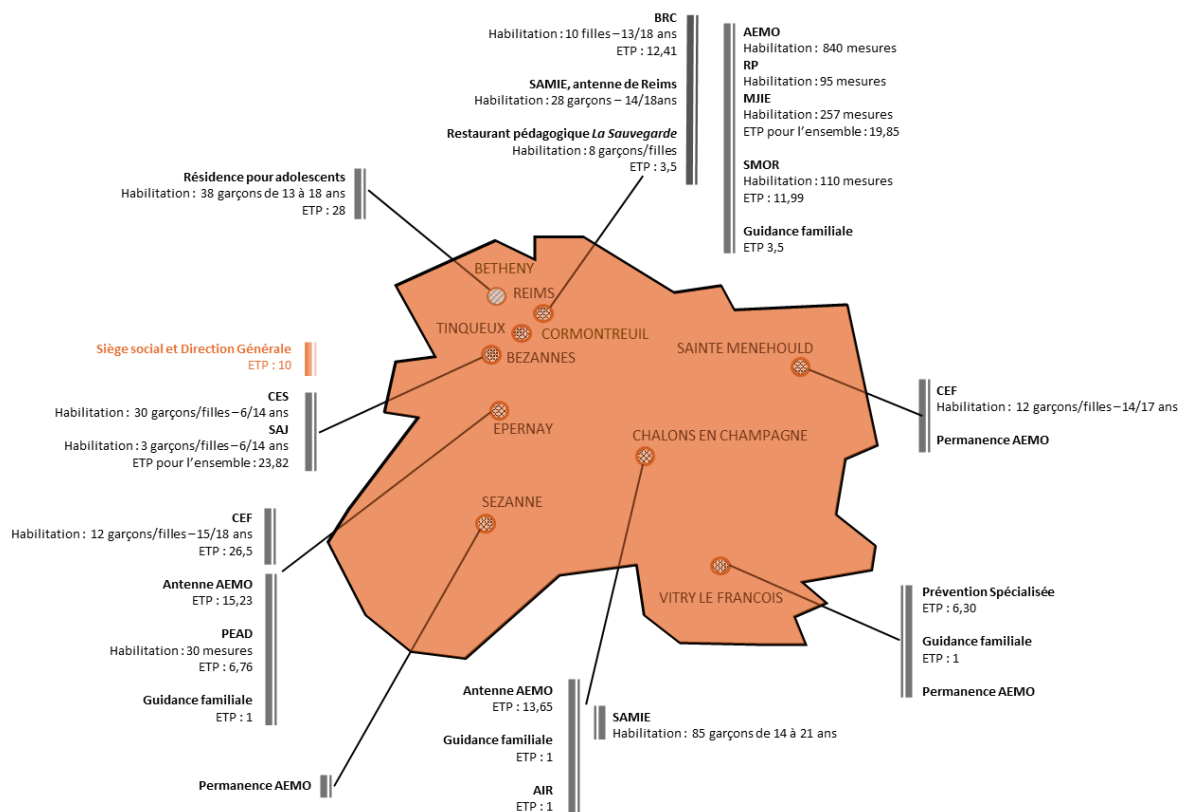 BRC
Habilitation : 10 filles – 13/18 ans
ETP : 12,41
SAMIE, antenne de Reims
Habilitation : 28 garçons – 14/18ans
Restaurant pédagogique La Sauvegarde
Habilitation : 8 garçons/filles
ETP : 3,5
AEMO
Habilitation : 840 mesures
RP
Habilitation : 95 mesures
MJIE
Habilitation : 257 mesures
ETP pour l'ensemble : 19,85
SMOR
Habilitation : 110 mesures
ETP : 11,99
Guidance familiale
ETP 3,5
Résidence pour adolescents
Habilitation : 38 garçons de 13 à 18 ans
ETP : 28
BETHENY
REIMS
TINQUEUX
CORMONTREUIL
BEZANNES
SAINTE MENEHOULD
EPERNAY
CHALONS EN CHAMPAGNE
SEZANNE
VITRY LE FRANCOIS
Siège social et Direction Générale
ETP : 10
CES
Habilitation : 30 garçons/filles – 6/14 ans
SAJ
Habilitation : 3 garçons/filles – 6/14 ans
ETP pour l'ensemble : 23,82
CEF
Habilitation : 12 garçons/filles – 14/17 ans
Permanence AEMO
CEF
Habilitation : 12 garçons/filles – 15/18 ans
ETP : 26,5
Antenne AEMO
ETP : 15,23
PEAD
Habilitation : 30 mesures
ETP : 6,76
Guidance familiale
ETP : 1
Prévention Spécialisée
ETP : 6,30
Guidance familiale
ETP : 1
Permanence AEMO
Antenne AEMO
ETP : 13,65
Guidance familiale
ETP : 1
AIR
ETP : 1
SAMIE
Habilitation : 85 garçons de 14 à 21 ans
Permanence AEMO